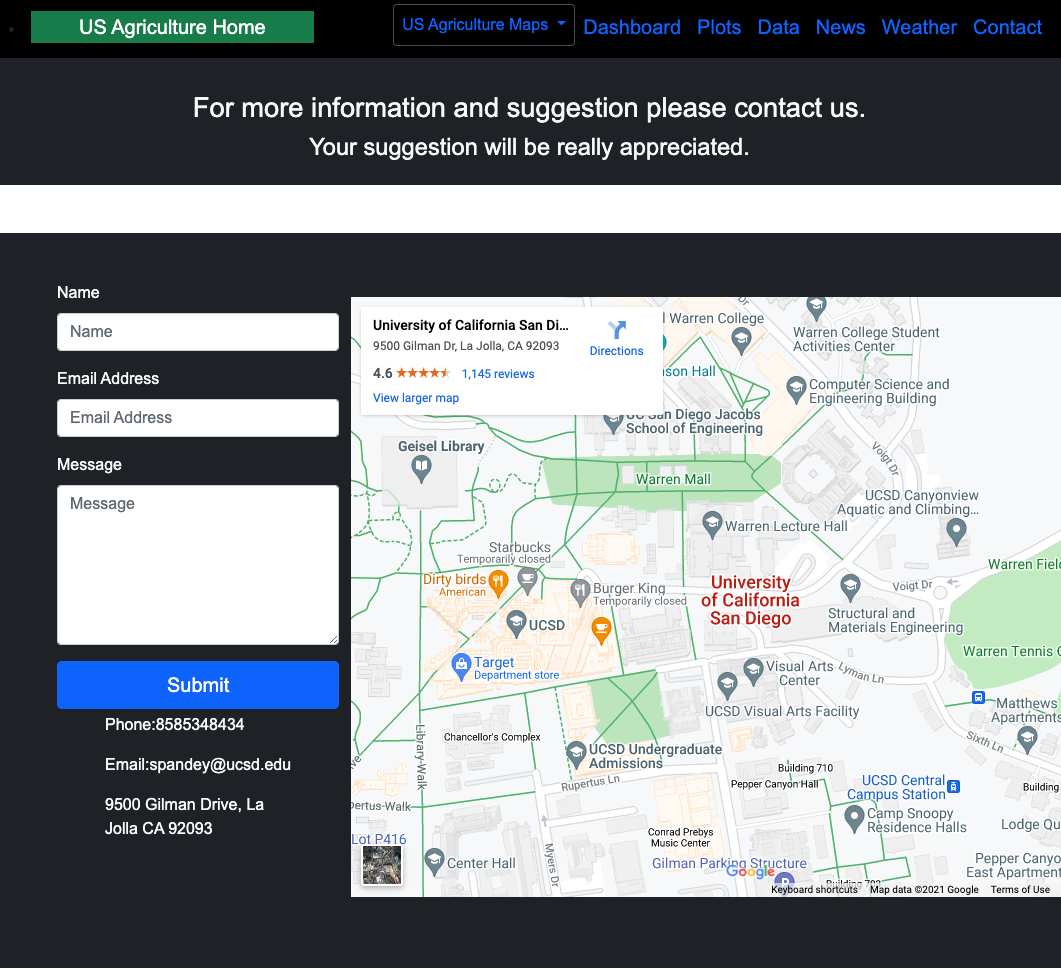 US Agriculture Home
US Agriculture Maps
Dashboard
Plots
Data
News
Weather
Contact
For more information and suggestion please contact us.
Your suggestion will be really appreciated.
Name
Name
Email Address
Email Address
Message
Message
Submit
Phone:8585348434
Email:spandey@ucsd.edu
9500 Gilman Drive, La
Jolla CA 92093
University of California San Di...
9500 Gilman Dr, La Jolla, CA 92093
4.6
1,145 reviews
View larger map
Directions
Warren College
Warren College Student
Activities Center
son Hall
Computer Science and
Engineering Building
UC San Diego Jacobs
School of Engineering
Geisel Library
Voigt Dr
Warren Mall
UCSD Canyonview
Aquatic and Climbing...
Warren Lecture Hall
Starbucks
Temporarily closed
Dirty birds
American
Burger King
Temporarily closed
University
of California
San Diego
Voigt Dr
Warren Fiel
UCSD
Structural and
Materials Engineering
Warren Tennis C
Target
Department store
Visual Arts
Center
Lyman Ln
UCSD Visual Arts Facility
Matthews
Apartments
Library-Walk
Chancellor's Complex
UCSD Undergraduate
Admissions
Sixth Ln
Rupertus Ln
Building 710
Pepper Canyon Hall
UCSD Central
Campus Station
Building
pertus-Walk
Camp Snoopy
Residence Halls
Lodge Qu
Lot P416
Conrad Prebys
Music Center
Myers Dr
Center Hall
Gilman Parking Structure
Pepper Canyo
East Apartment
Google
Building 702
Keyboard shortcuts
Map data ©2021 Google
Terms of Use